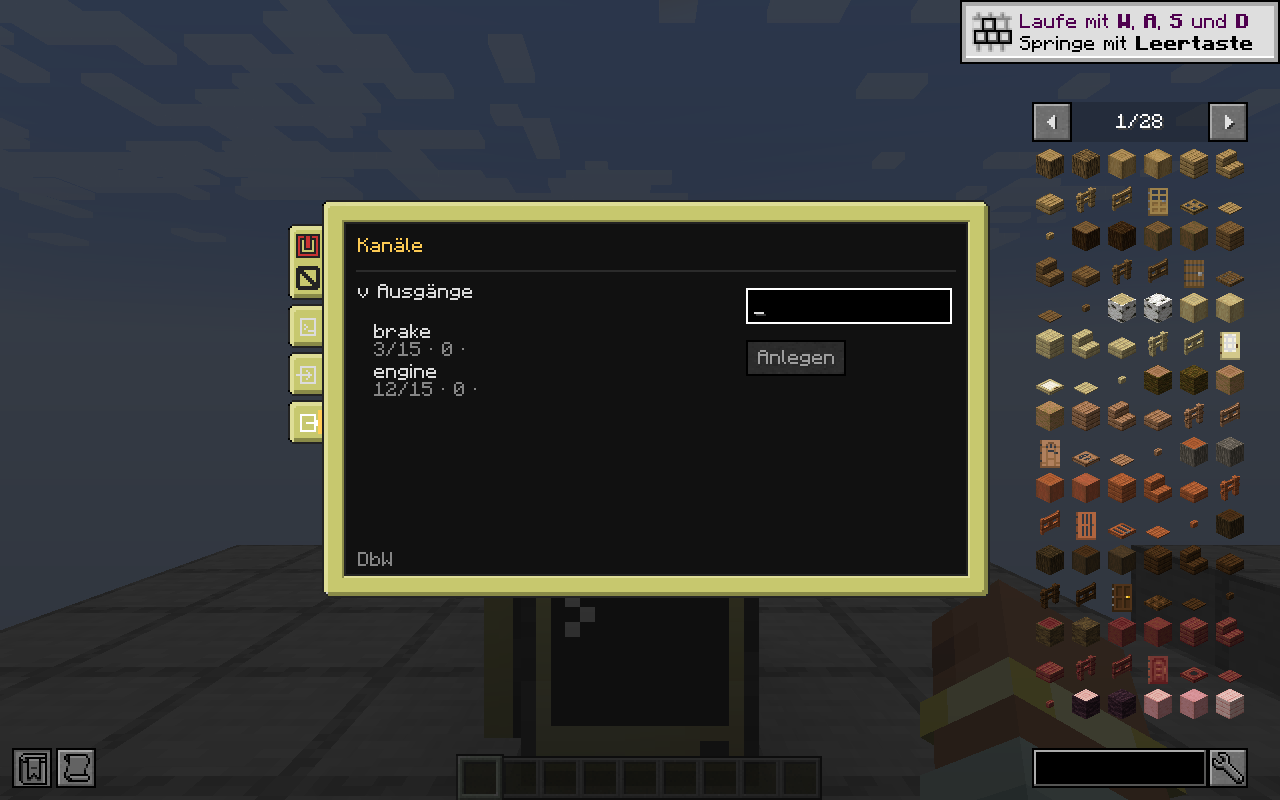 Laufe mit W, A, S und D
Springe mit Leertaste
1/28
Kanäle
v Ausgänge
brake
3/15 · 0 ·
engine
12/15 · 0 ·
_
Anlegen
DbW